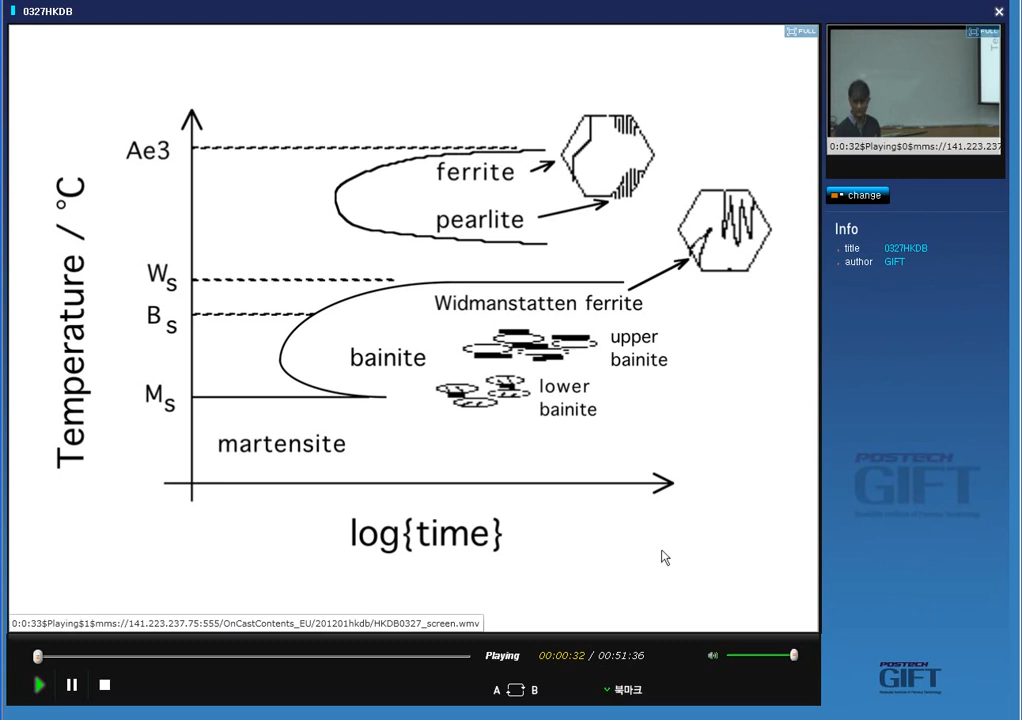 0327HKDB
FULL
FULL
Ae3
ferrite
pearlite
Temperature / °C
Ws
Bs
Ms
Widmanstatten ferrite
bainite
upper
bainite
lower
bainite
martensite
log{time}
0:0:33$Playing$1$mms://141.223.237.75:555/OnCastContents_EU/201201hkdb/HKDB0327_screen.wmv
0:0:32$Playing$0$mms://141.223.237
change
Info
title 0327HKDB
author GIFT
POSTECH
GIFT
Playing 00:00:32 / 00:51:36
A B
북마크
POSTECH
GIFT